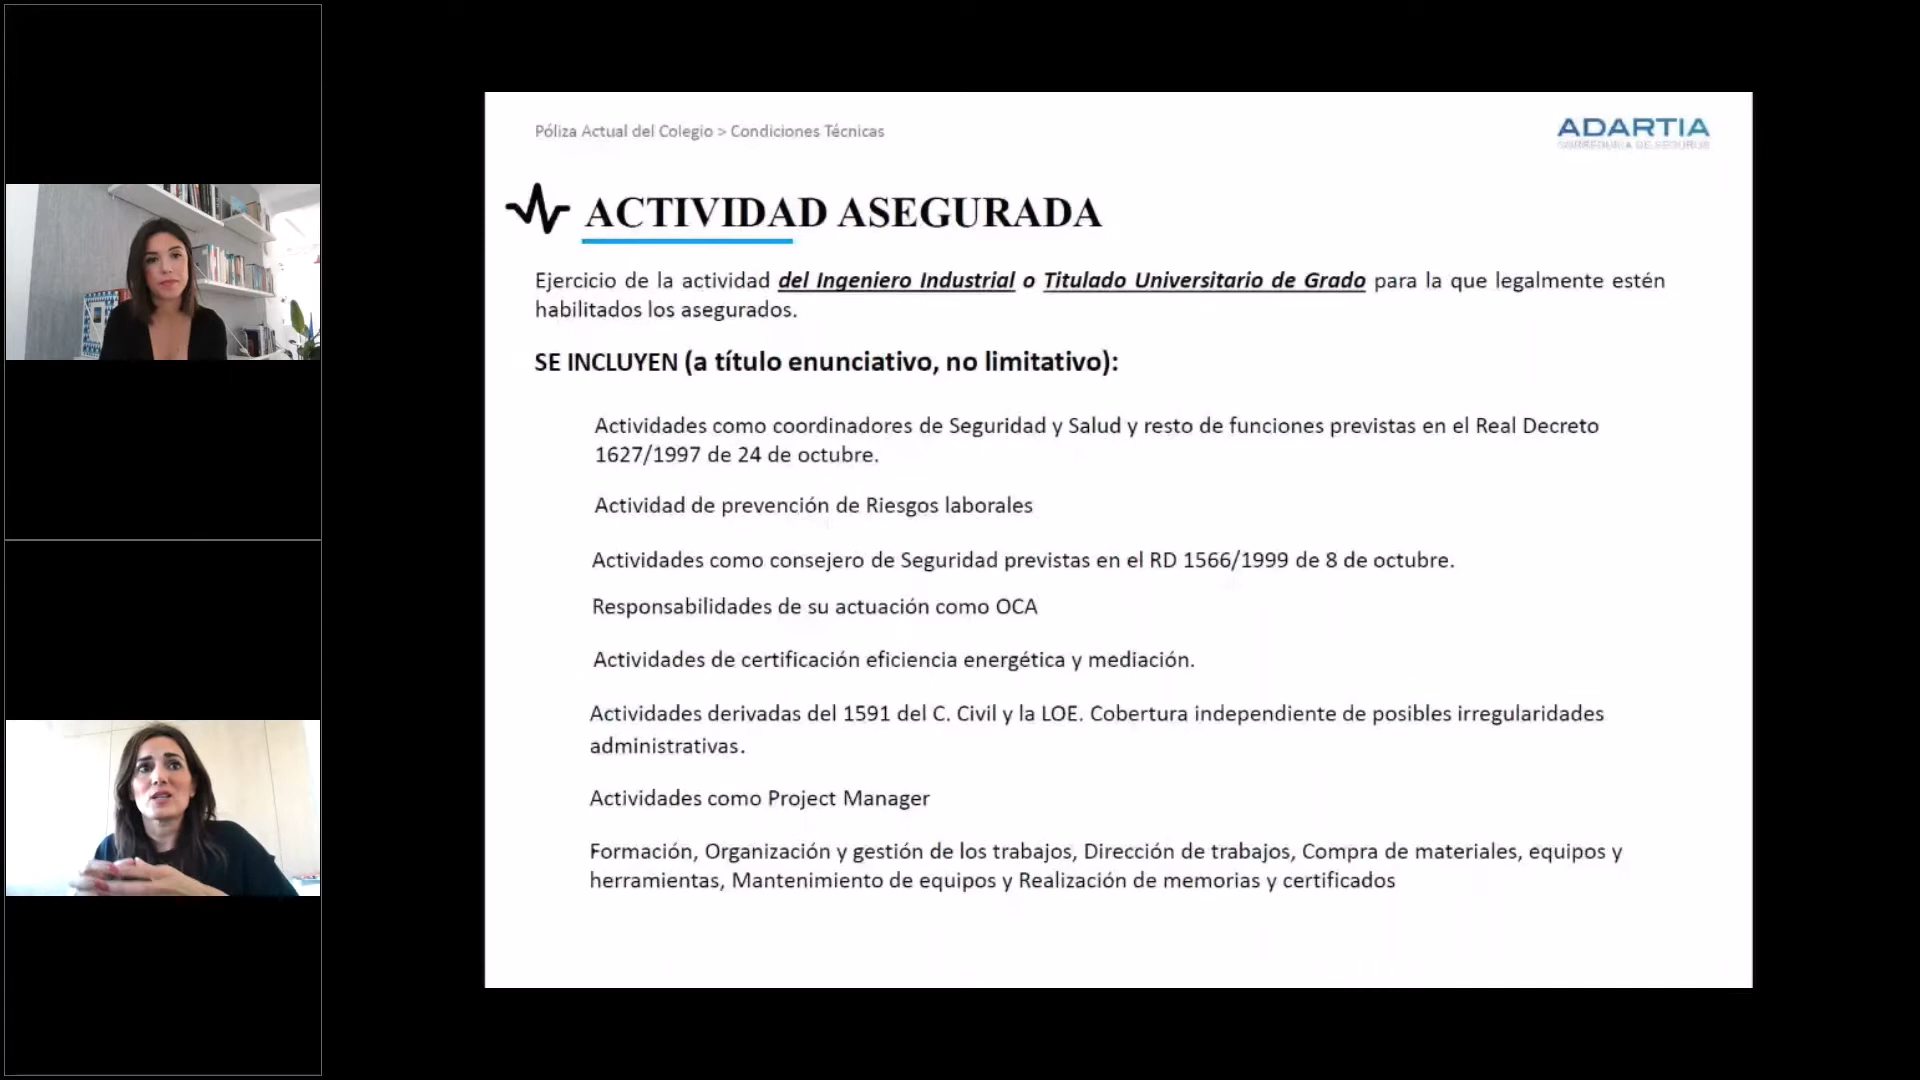 Póliza Actual del Colegio > Condiciones Técnicas
ADARTIA
CORREDURIA DE SEGUROS
ACTIVIDAD ASEGURADA
Ejercicio de la actividad del Ingeniero Industrial o Titulado Universitario de Grado para la que legalmente estén
habilitados los asegurados.
SE INCLUYEN (a título enunciativo, no limitativo):
Actividades como coordinadores de Seguridad y Salud y resto de funciones previstas en el Real Decreto
1627/1997 de 24 de octubre.
Actividad de prevención de Riesgos laborales
Actividades como consejero de Seguridad previstas en el RD 1566/1999 de 8 de octubre.
Responsabilidades de su actuación como OCA
Actividades de certificación eficiencia energética y mediación.
Actividades derivadas del 1591 del C. Civil y la LOE. Cobertura independiente de posibles irregularidades
administrativas.
Actividades como Project Manager
Formación, Organización y gestión de los trabajos, Dirección de trabajos, Compra de materiales, equipos y
herramientas, Mantenimiento de equipos y Realización de memorias y certificados